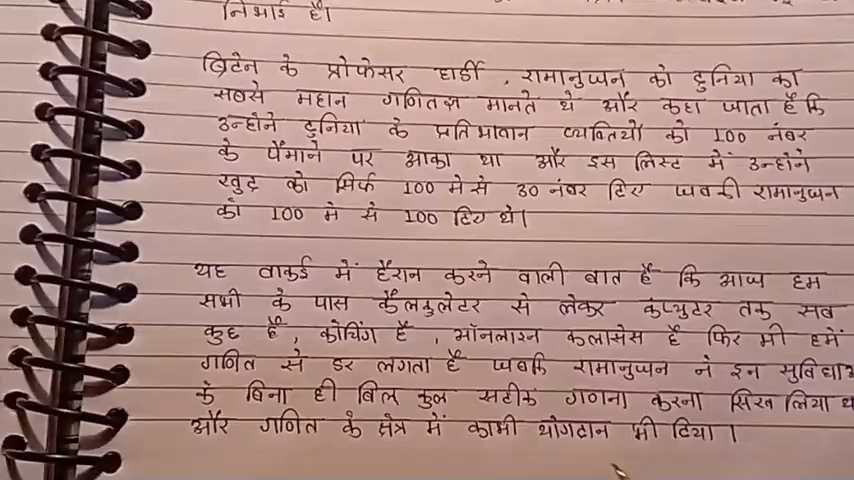 निभाई है।
ब्रिटेन के प्रोफेसर हार्डी , रामानुजन को दुनिया का
सबसे महान गणितज्ञ मानते थे और कहा जाता है कि
उन्होने दुनिया के प्रतिभावान व्यक्तियों को 100 नंबर
के पैमाने पर आका था और इस लिस्ट में उन्होने
खुद को सिर्फ 100 मे से 30 नंबर दिए जबकी रामानुजन
को 100 मे से 100 दिए थे।
यह वाकई में हैरान करने वाली बात है कि आज हम
सभी के पास कैलकुलेटर से लेकर कंप्युटर तक सब
कुछ है , कोचिंग है , ऑनलाइन कलासेस है फिर भी हमें
गणित से डर लगता है जबकि रामानुजन ने इन सुविधा
के बिना ही बिल कुल सटीक गणना करना सिख लिया
और गणित के क्षेत्र में काफी योगदान भी दिया ।